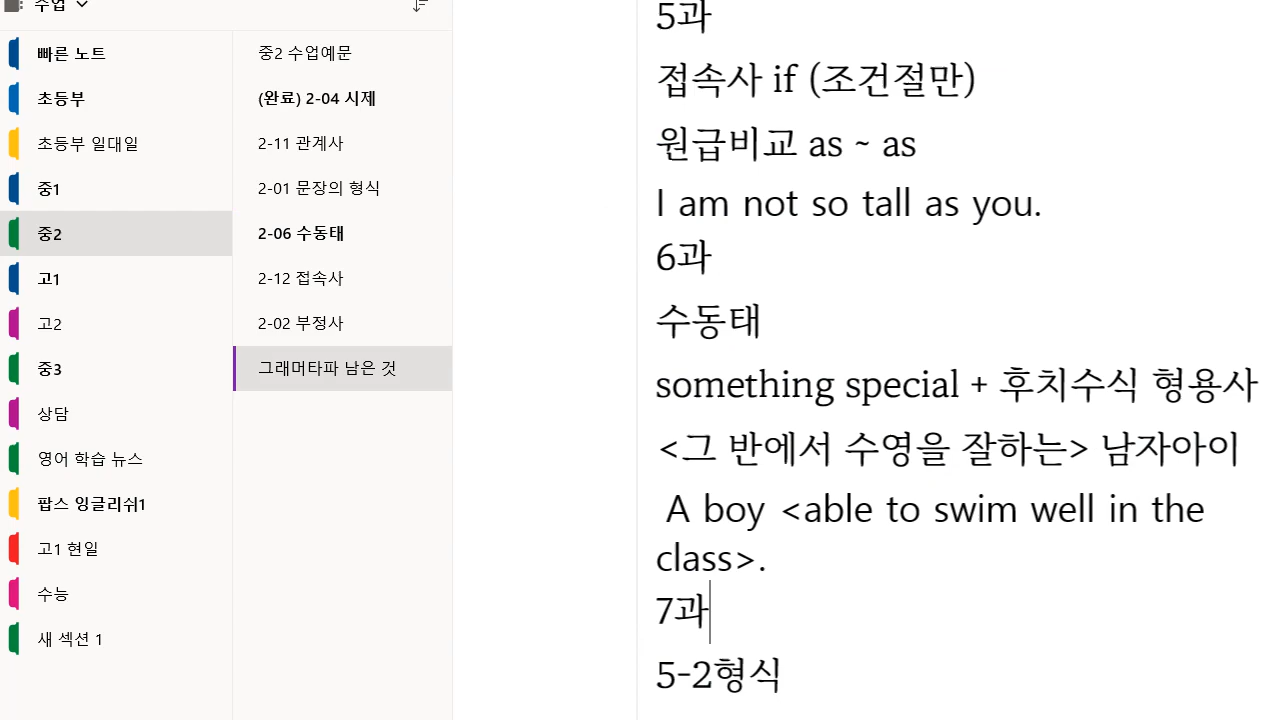 수업
빠른 노트
초등부
초등부 일대일
중1
중2
고1
고2
중3
상담
영어 학습 뉴스
팝스 잉글리쉬1
고1 현일
수능
새 섹션 1
중2 수업예문
(완료) 2-04 시제
2-11 관계사
2-01 문장의 형식
2-06 수동태
2-12 접속사
2-02 부정사
그래머타파 남은 것
5과
접속사 if (조건절만)
원급비교 as ~ as
I am not so tall as you.
6과
수동태
something special + 후치수식 형용사
<그 반에서 수영을 잘하는> 남자아이
A boy <able to swim well in the
class>.
7과
5-2형식